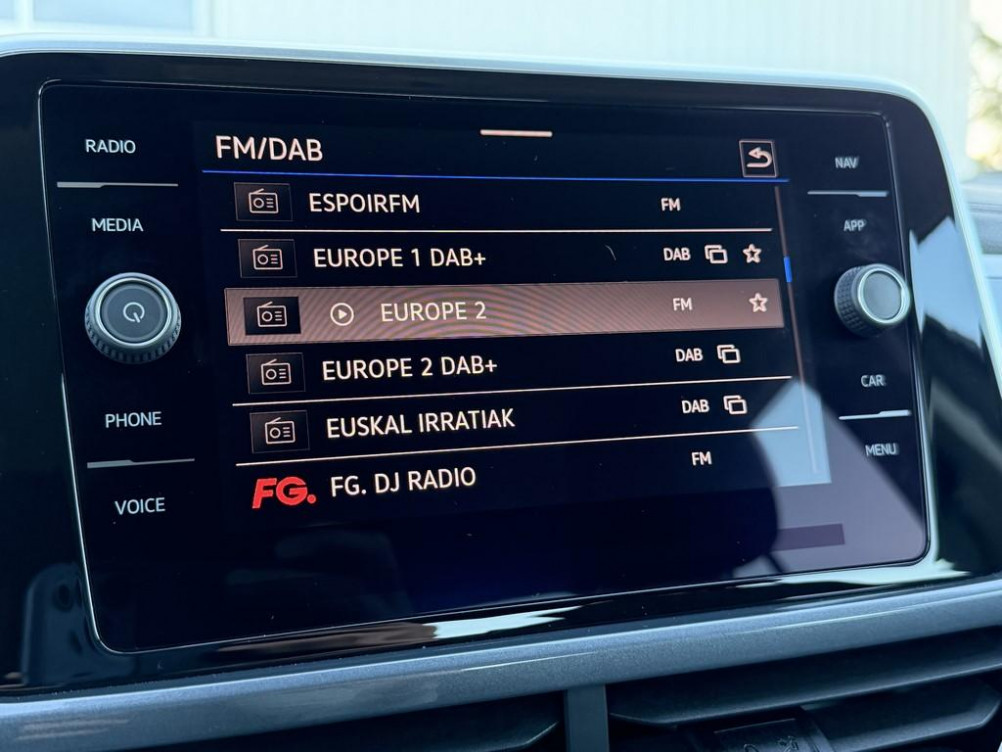 RADIO
MEDIA
PHONE
VOICE
FM/DAB
ESPOIRFM FM
EUROPE 1 DAB+ DAB
EUROPE 2 FM
EUROPE 2 DAB+ DAB
EUSKAL IRRATIAK DAB
FG. FG. DJ RADIO FM
NAV
APP
CAR
MENU